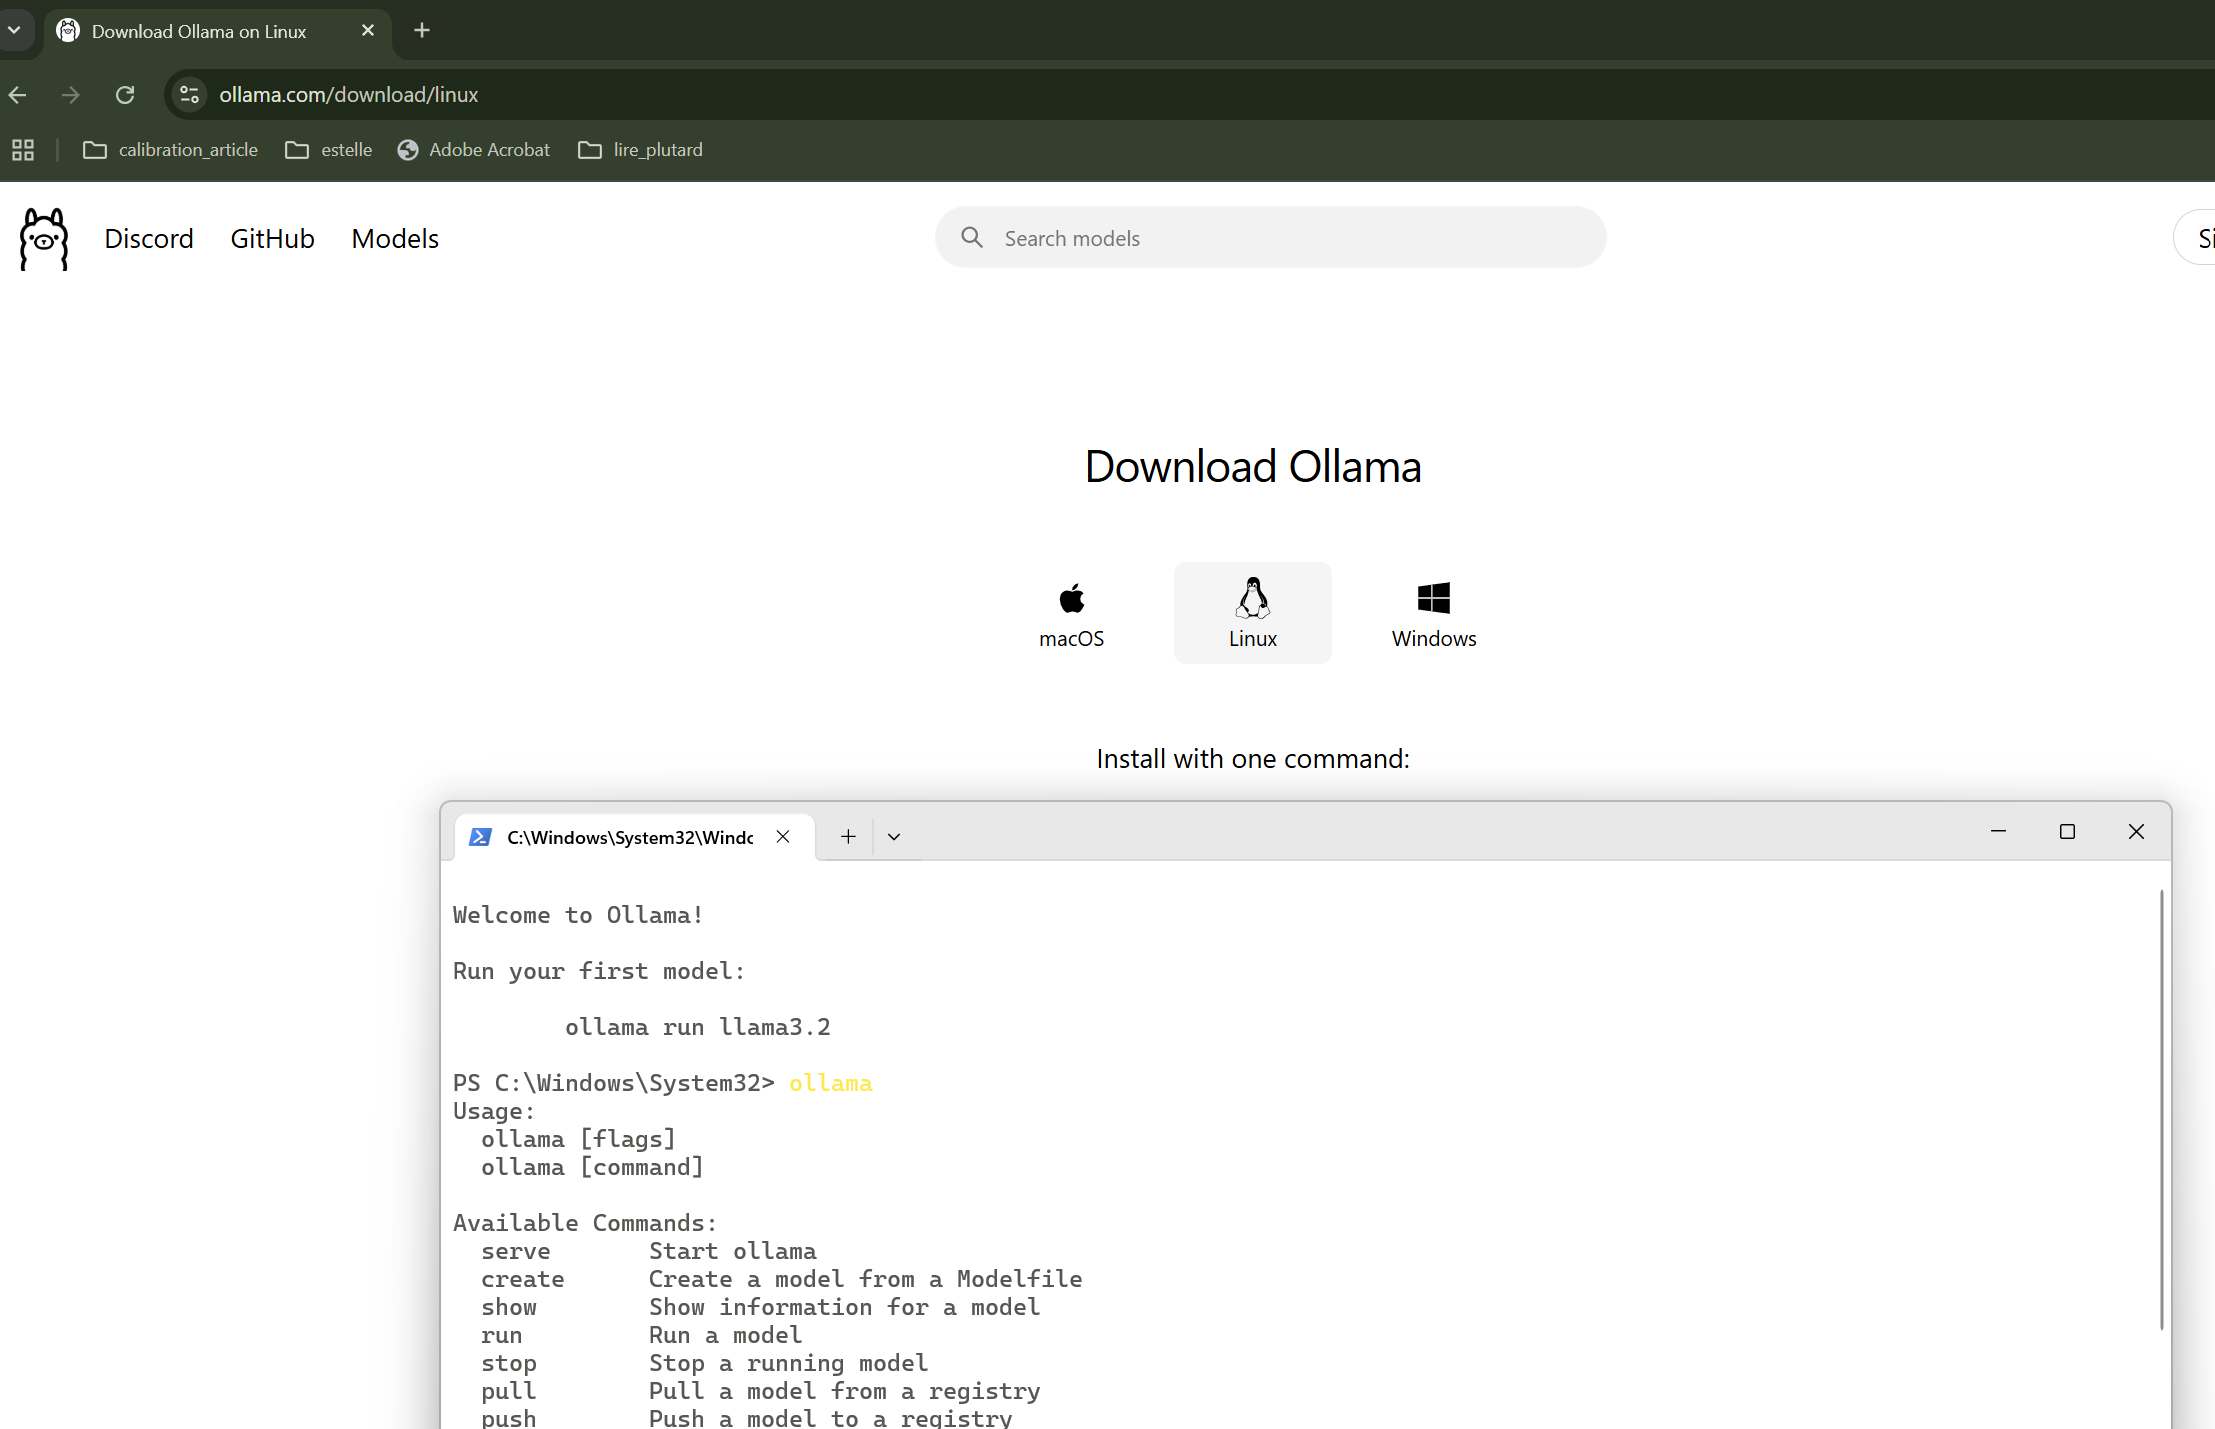 Download Ollama on Linux
ollama.com/download/linux
calibration_article estelle Adobe Acrobat lire_plutard
Discord GitHub Models Search models Si
Download Ollama
macOS Linux Windows
Install with one command:
C:\Windows\System32\Windo
Welcome to Ollama!
Run your first model:
ollama run llama3.2
PS C:\Windows\System32> ollama
Usage:
ollama [flags]
ollama [command]
Available Commands:
serve Start ollama
create Create a model from a Modelfile
show Show information for a model
run Run a model
stop Stop a running model
pull Pull a model from a registry
push Push a model to a registry